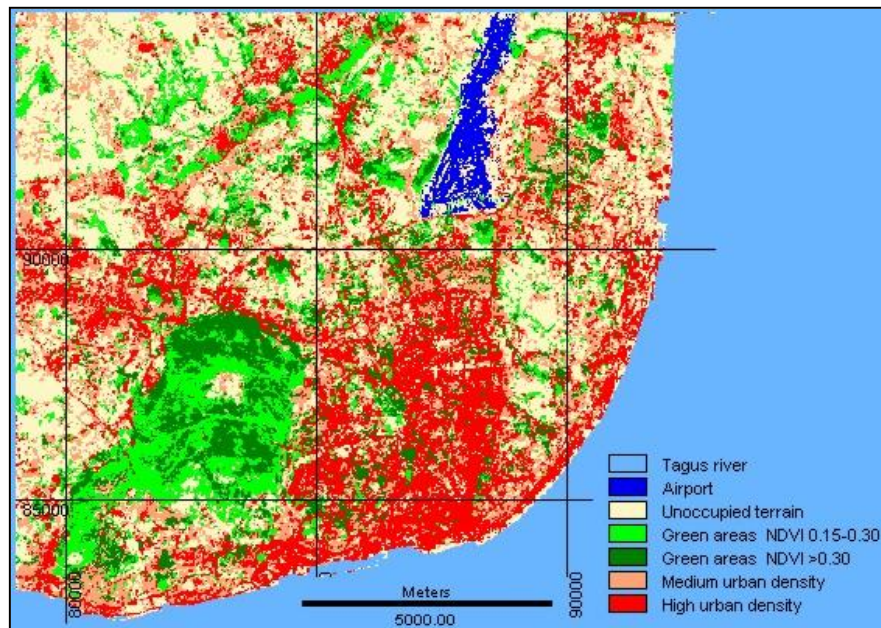 90000
85000
80000
90000
Meters
5000.00
Tagus river
Airport
Unoccupied terrain
Green areas NDVI 0.15-0.30
Green areas NDVI >0.30
Medium urban density
High urban density